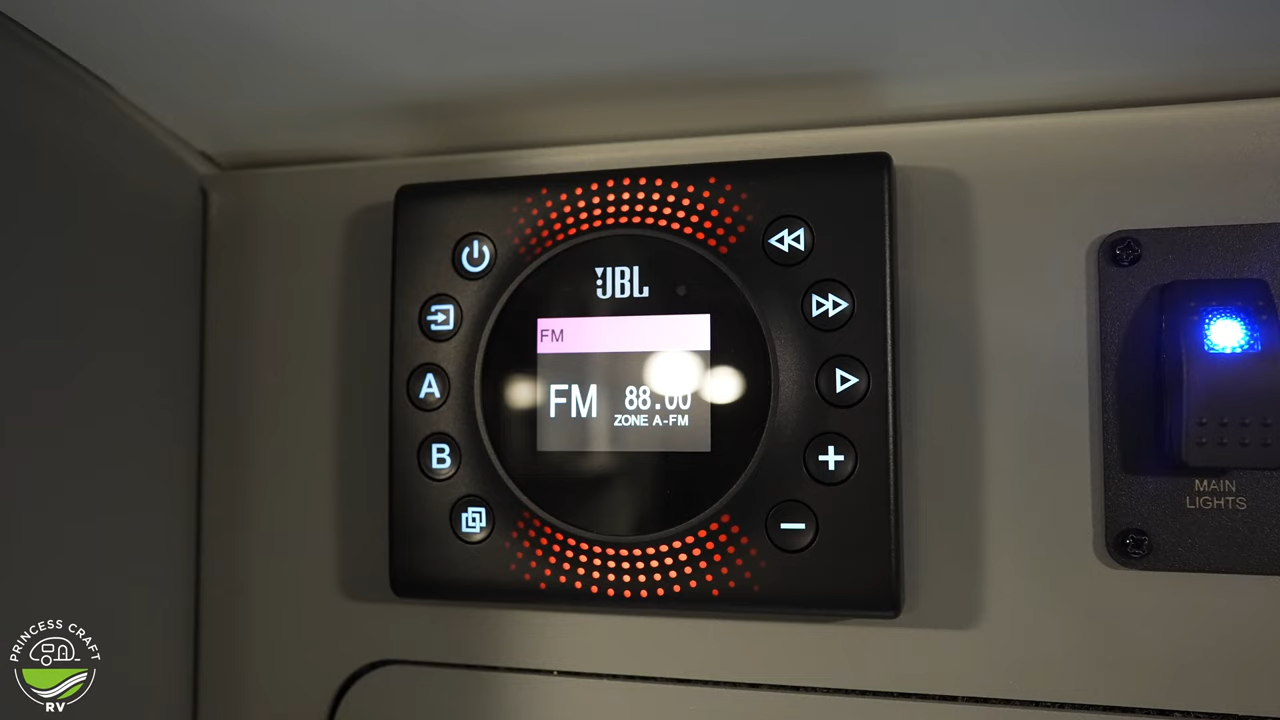 JBL
FM
FM 88.00
ZONE A-FM
A
B
MAIN
LIGHTS
PRINCESS CRAFT
RV